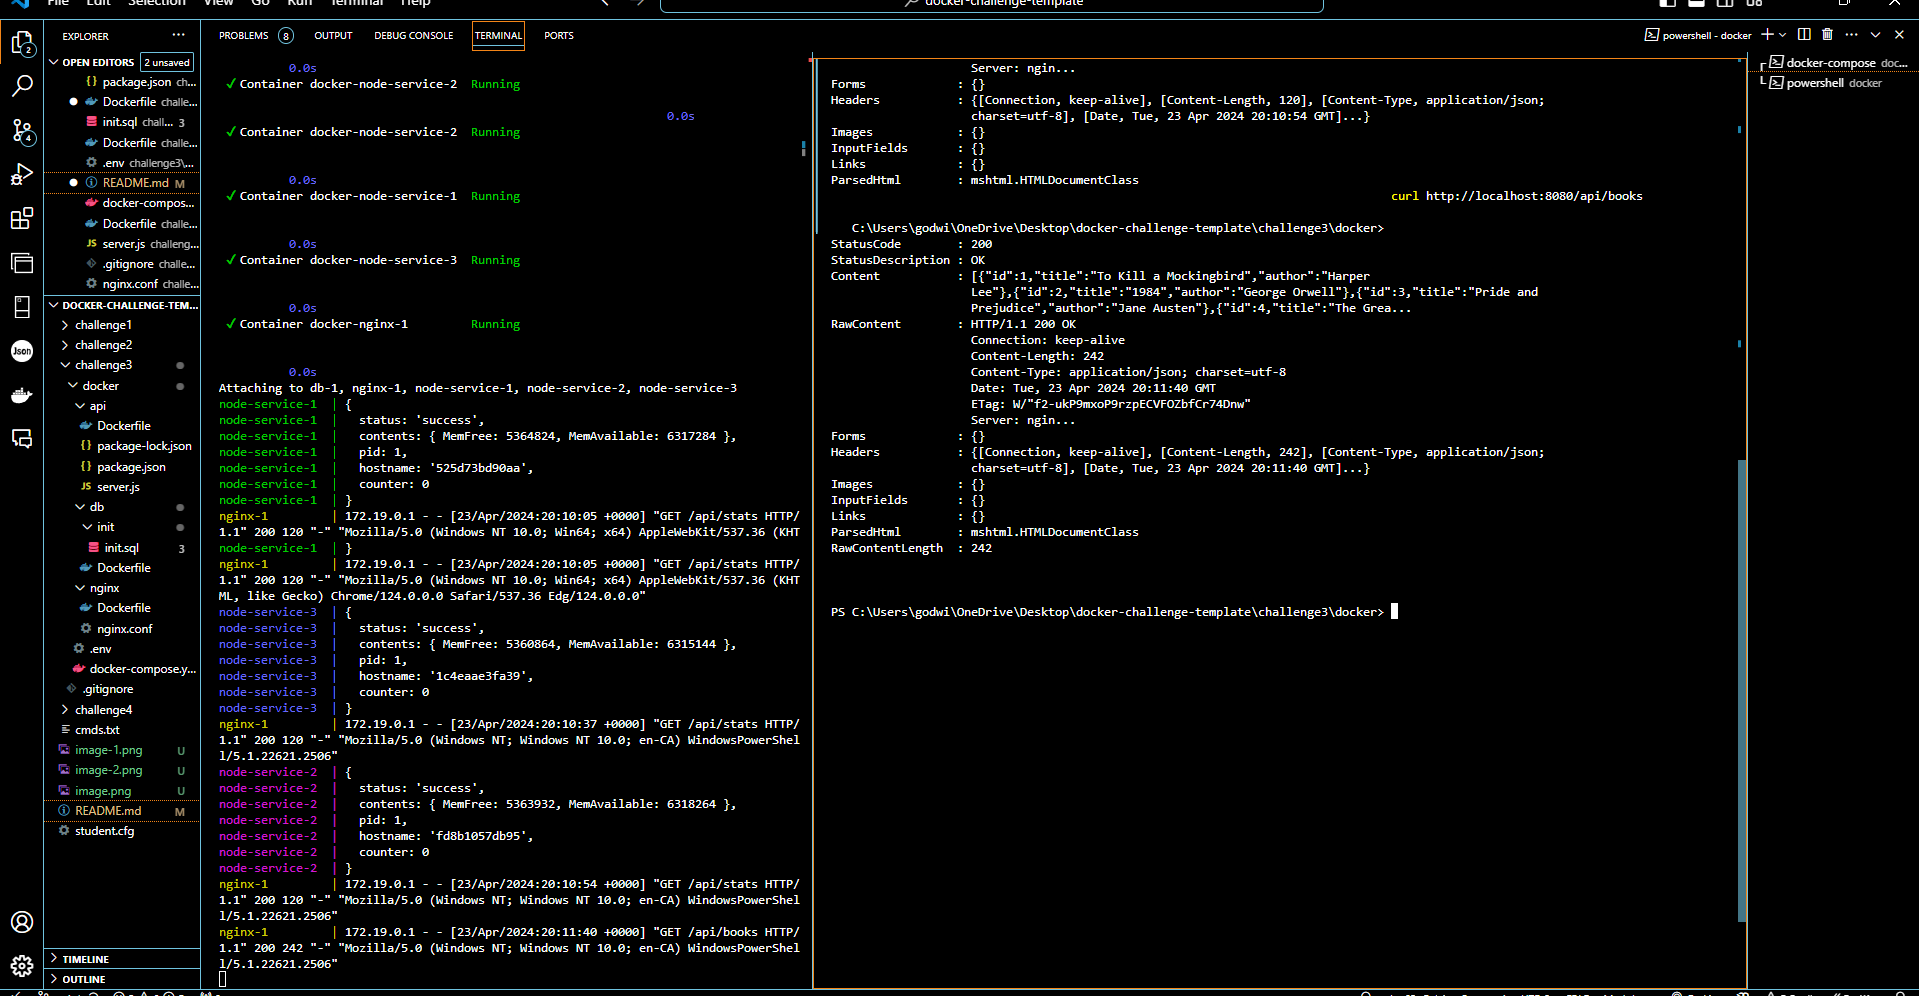 File Edit Selection View Go Run Terminal Help
docker-challenge-template
EXPLORER
OPEN EDITORS 2 unsaved
package.json ch...
Dockerfile challe...
init.sql chall... 3
Dockerfile challe...
.env challenge3\...
README.md M
docker-compos...
Dockerfile challe...
server.js challeng...
.gitignore challe...
nginx.conf challe...
DOCKER-CHALLENGE-TEM...
challenge1
challenge2
challenge3
docker
api
Dockerfile
package-lock.json
package.json
server.js
db
init
init.sql 3
Dockerfile
nginx
Dockerfile
nginx.conf
.env
docker-compose.y...
.gitignore
challenge4
cmds.txt
image-1.png U
image-2.png U
image.png U
README.md M
student.cfg
TIMELINE
OUTLINE
PROBLEMS 8 OUTPUT DEBUG CONSOLE TERMINAL PORTS
powershell - docker
0.0s
✓ Container docker-node-service-2 Running
0.0s
✓ Container docker-node-service-2 Running
0.0s
✓ Container docker-node-service-1 Running
0.0s
✓ Container docker-node-service-3 Running
0.0s
✓ Container docker-nginx-1 Running
0.0s
Attaching to db-1, nginx-1, node-service-1, node-service-2, node-service-3
node-service-1 | {
node-service-1 | status: 'success',
node-service-1 | contents: { MemFree: 5364824, MemAvailable: 6317284 },
node-service-1 | pid: 1,
node-service-1 | hostname: '525d73bd90aa',
node-service-1 | counter: 0
node-service-1 | }
nginx-1 | 172.19.0.1 - - [23/Apr/2024:20:10:05 +0000] "GET /api/stats HTTP/
1.1" 200 120 "-" "Mozilla/5.0 (Windows NT 10.0; Win64; x64) AppleWebKit/537.36 (KHT
node-service-1 | }
nginx-1 | 172.19.0.1 - - [23/Apr/2024:20:10:05 +0000] "GET /api/stats HTTP/
1.1" 200 120 "-" "Mozilla/5.0 (Windows NT 10.0; Win64; x64) AppleWebKit/537.36 (KHT
ML, like Gecko) Chrome/124.0.0.0 Safari/537.36 Edg/124.0.0.0"
node-service-3 | {
node-service-3 | status: 'success',
node-service-3 | contents: { MemFree: 5360864, MemAvailable: 6315144 },
node-service-3 | pid: 1,
node-service-3 | hostname: '1c4eaae3fa39',
node-service-3 | counter: 0
node-service-3 | }
nginx-1 | 172.19.0.1 - - [23/Apr/2024:20:10:37 +0000] "GET /api/stats HTTP/
1.1" 200 120 "-" "Mozilla/5.0 (Windows NT; Windows NT 10.0; en-CA) WindowsPowerShel
l/5.1.22621.2506"
node-service-2 | {
node-service-2 | status: 'success',
node-service-2 | contents: { MemFree: 5363932, MemAvailable: 6318264 },
node-service-2 | pid: 1,
node-service-2 | hostname: 'fd8b1057db95',
node-service-2 | counter: 0
node-service-2 | }
nginx-1 | 172.19.0.1 - - [23/Apr/2024:20:10:54 +0000] "GET /api/stats HTTP/
1.1" 200 120 "-" "Mozilla/5.0 (Windows NT; Windows NT 10.0; en-CA) WindowsPowerShel
l/5.1.22621.2506"
nginx-1 | 172.19.0.1 - - [23/Apr/2024:20:11:40 +0000] "GET /api/books HTTP/
1.1" 200 242 "-" "Mozilla/5.0 (Windows NT; Windows NT 10.0; en-CA) WindowsPowerShel
l/5.1.22621.2506"
Server: ngin...
Forms : {}
Headers : {[Connection, keep-alive], [Content-Length, 120], [Content-Type, application/json;
charset=utf-8], [Date, Tue, 23 Apr 2024 20:10:54 GMT]...}
Images : {}
InputFields : {}
Links : {}
ParsedHtml : mshtml.HTMLDocumentClass
curl http://localhost:8080/api/books
C:\Users\godwi\OneDrive\Desktop\docker-challenge-template\challenge3\docker>
StatusCode : 200
StatusDescription : OK
Content : [{"id":1,"title":"To Kill a Mockingbird","author":"Harper
Lee"},{"id":2,"title":"1984","author":"George Orwell"},{"id":3,"title":"Pride and
Prejudice","author":"Jane Austen"},{"id":4,"title":"The Grea...
RawContent : HTTP/1.1 200 OK
Connection: keep-alive
Content-Length: 242
Content-Type: application/json; charset=utf-8
Date: Tue, 23 Apr 2024 20:11:40 GMT
ETag: W/"f2-ukP9mxoP9rzpECVFOZbfCr74Dnw"
Server: ngin...
Forms : {}
Headers : {[Connection, keep-alive], [Content-Length, 242], [Content-Type, application/json;
charset=utf-8], [Date, Tue, 23 Apr 2024 20:11:40 GMT]...}
Images : {}
InputFields : {}
Links : {}
ParsedHtml : mshtml.HTMLDocumentClass
RawContentLength : 242
PS C:\Users\godwi\OneDrive\Desktop\docker-challenge-template\challenge3\docker>
docker-compose doc...
powershell docker
2
4
Json